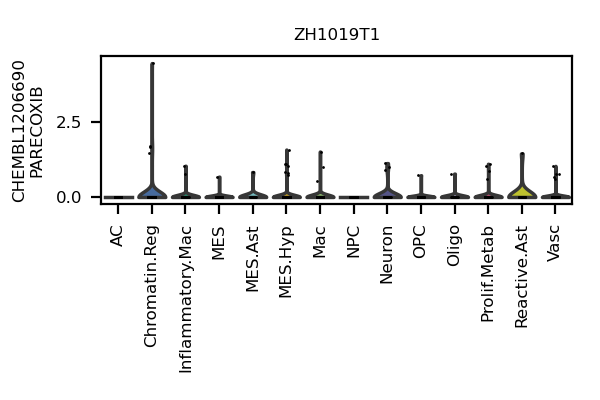 ZH1019T1
CHEMBL1206690
PARECOXIB
2.5
0.0
AC
Chromatin.Reg
Inflammatory.Mac
MES
MES.Ast
MES.Hyp
Mac
NPC
Neuron
OPC
Oligo
Prolif.Metab
Reactive.Ast
Vasc